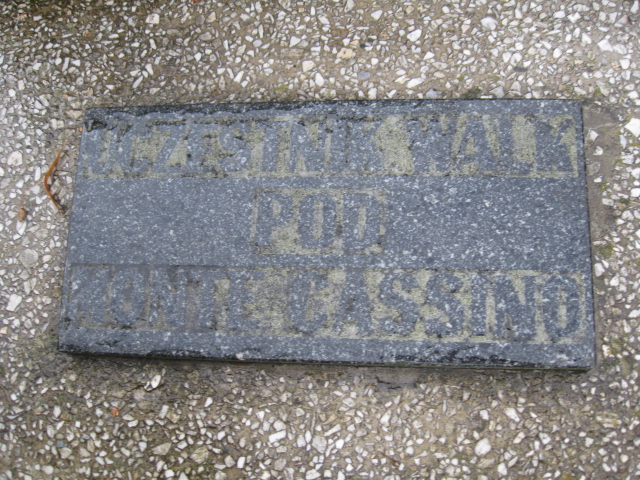 UCZESTNIK WALK
POD
MONTE CASSINO